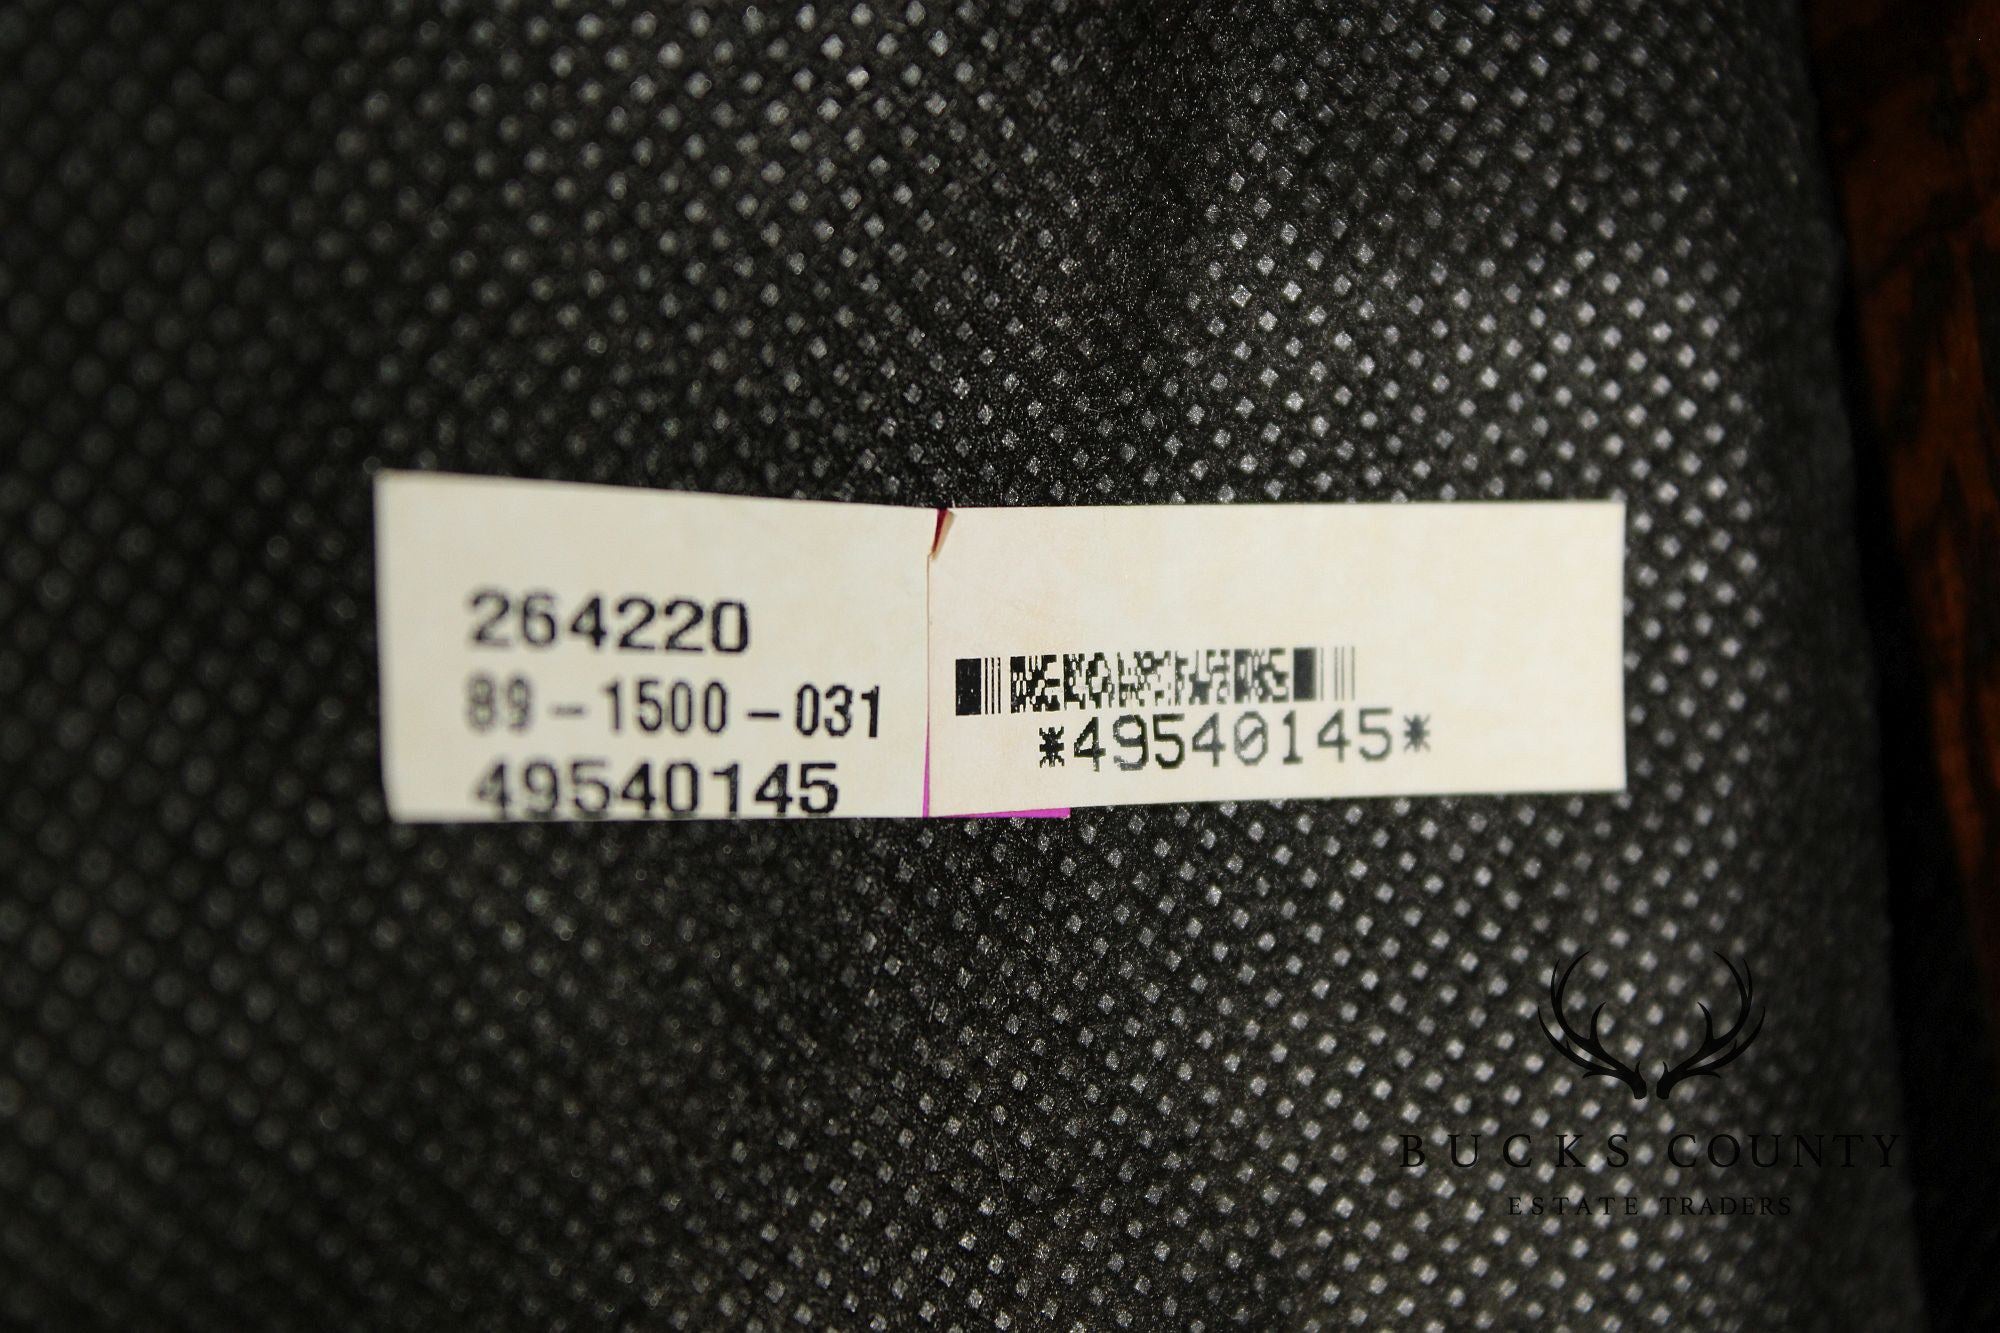 264220
89-1500-031
49540145
*49540145*
BUCKS COUNTY
ESTATE TRADERS